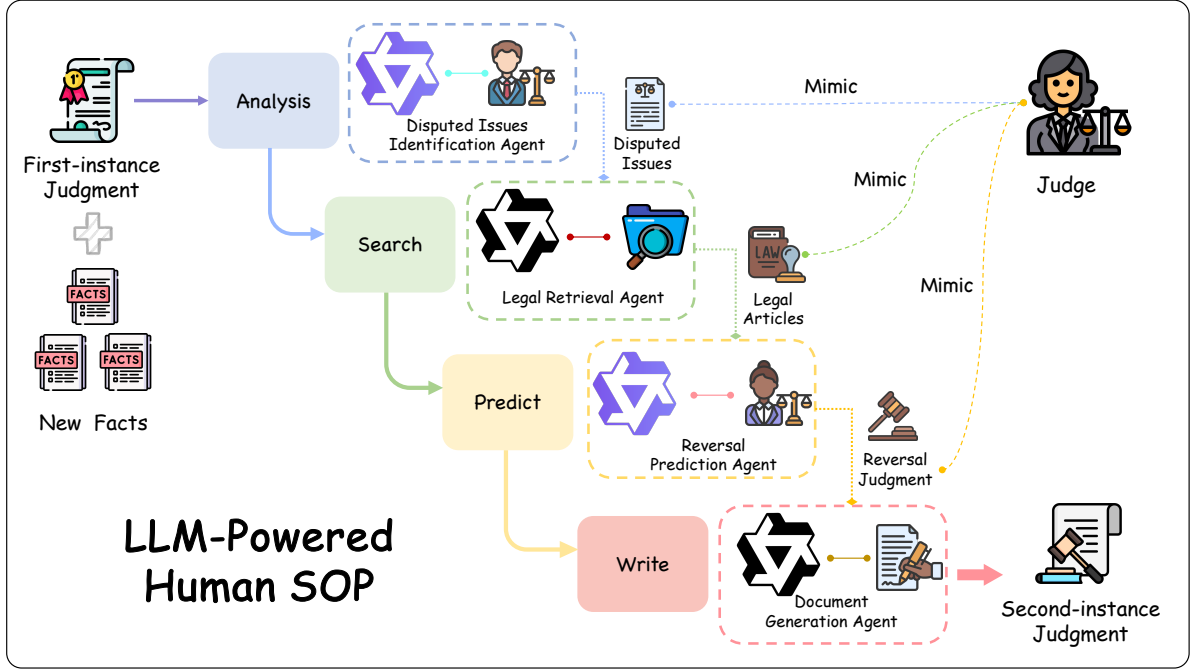 First-instance
Judgment
FACTS
FACTS
FACTS
New Facts
Analysis
Disputed Issues
Identification Agent
Disputed
Issues
Mimic
Judge
Search
Legal Retrieval Agent
LAW
Legal
Articles
Mimic
Mimic
Predict
Reversal
Prediction Agent
Reversal
Judgment
Write
Document
Generation Agent
Second-instance
Judgment
LLM-Powered
Human SOP